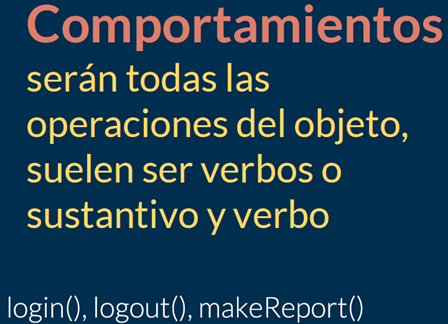 Comportamientos
serán todas las
operaciones del objeto,
suelen ser verbos o
sustantivo y verbo
login(), logout(), makeReport()